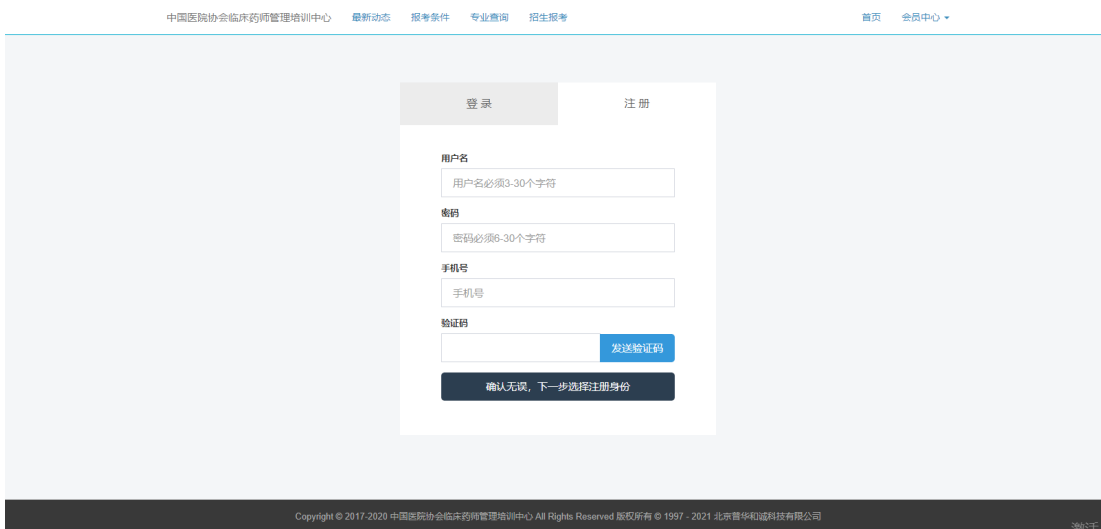 中国医院协会临床药师管理培训中心 最新动态 报考条件 专业查询 招生报考 首页 会员中心
登 录 注 册
用户名
用户名必须3-30个字符
密码
密码必须6-30个字符
手机号
手机号
验证码
发送验证码
确认无误，下一步选择注册身份
Copyright © 2017-2020 中国医院协会临床药师管理培训中心 All Rights Reserved 版权所有 © 1997 - 2021 北京普华和诚科技有限公司
激活